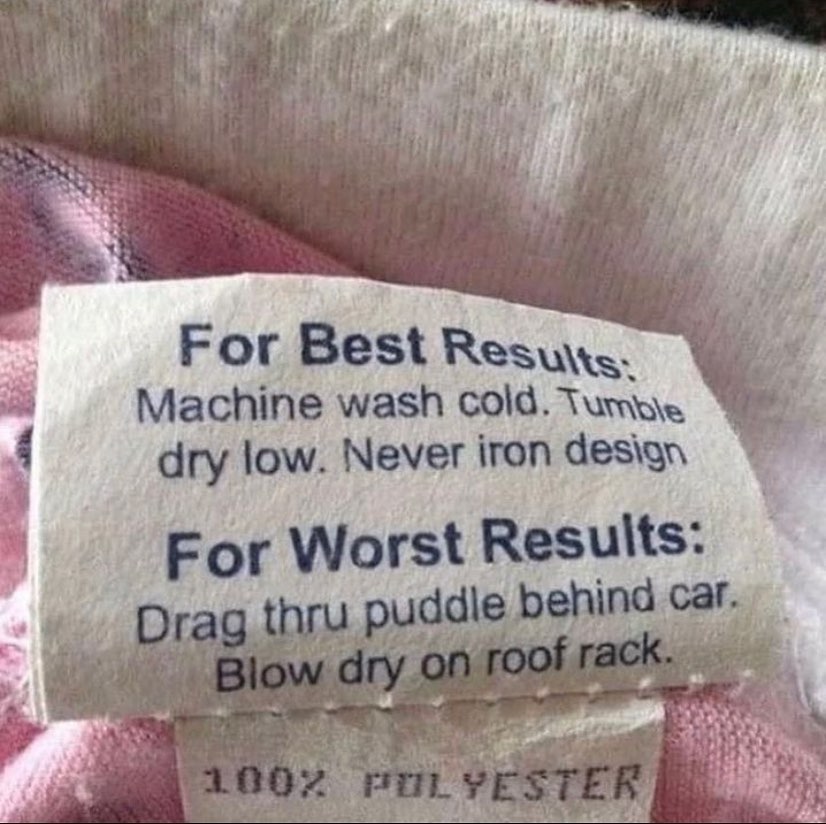 For Best Results:
Machine wash cold. Tumble
dry low. Never iron design
For Worst Results:
Drag thru puddle behind car.
Blow dry on roof rack.
100% POLYESTER